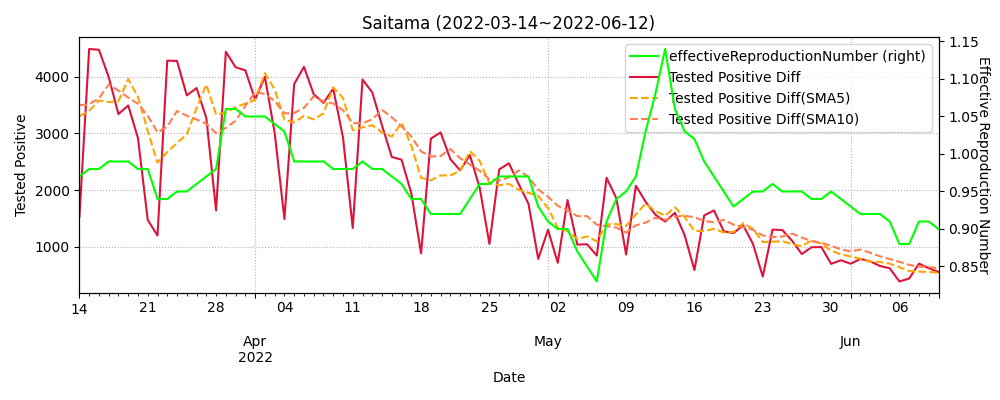 Saitama (2022-03-14~2022-06-12)
effectiveReproductionNumber (right)
Tested Positive Diff
Tested Positive Diff(SMA5)
Tested Positive Diff(SMA10)
Tested Positive
4000
3000
2000
1000
1.15
1.10
1.05
1.00
0.95
0.90
0.85
Effective Reproduction Number
14 21 28 04 11 18 25 02 09 16 23 30 06
Apr May Jun
2022
Date